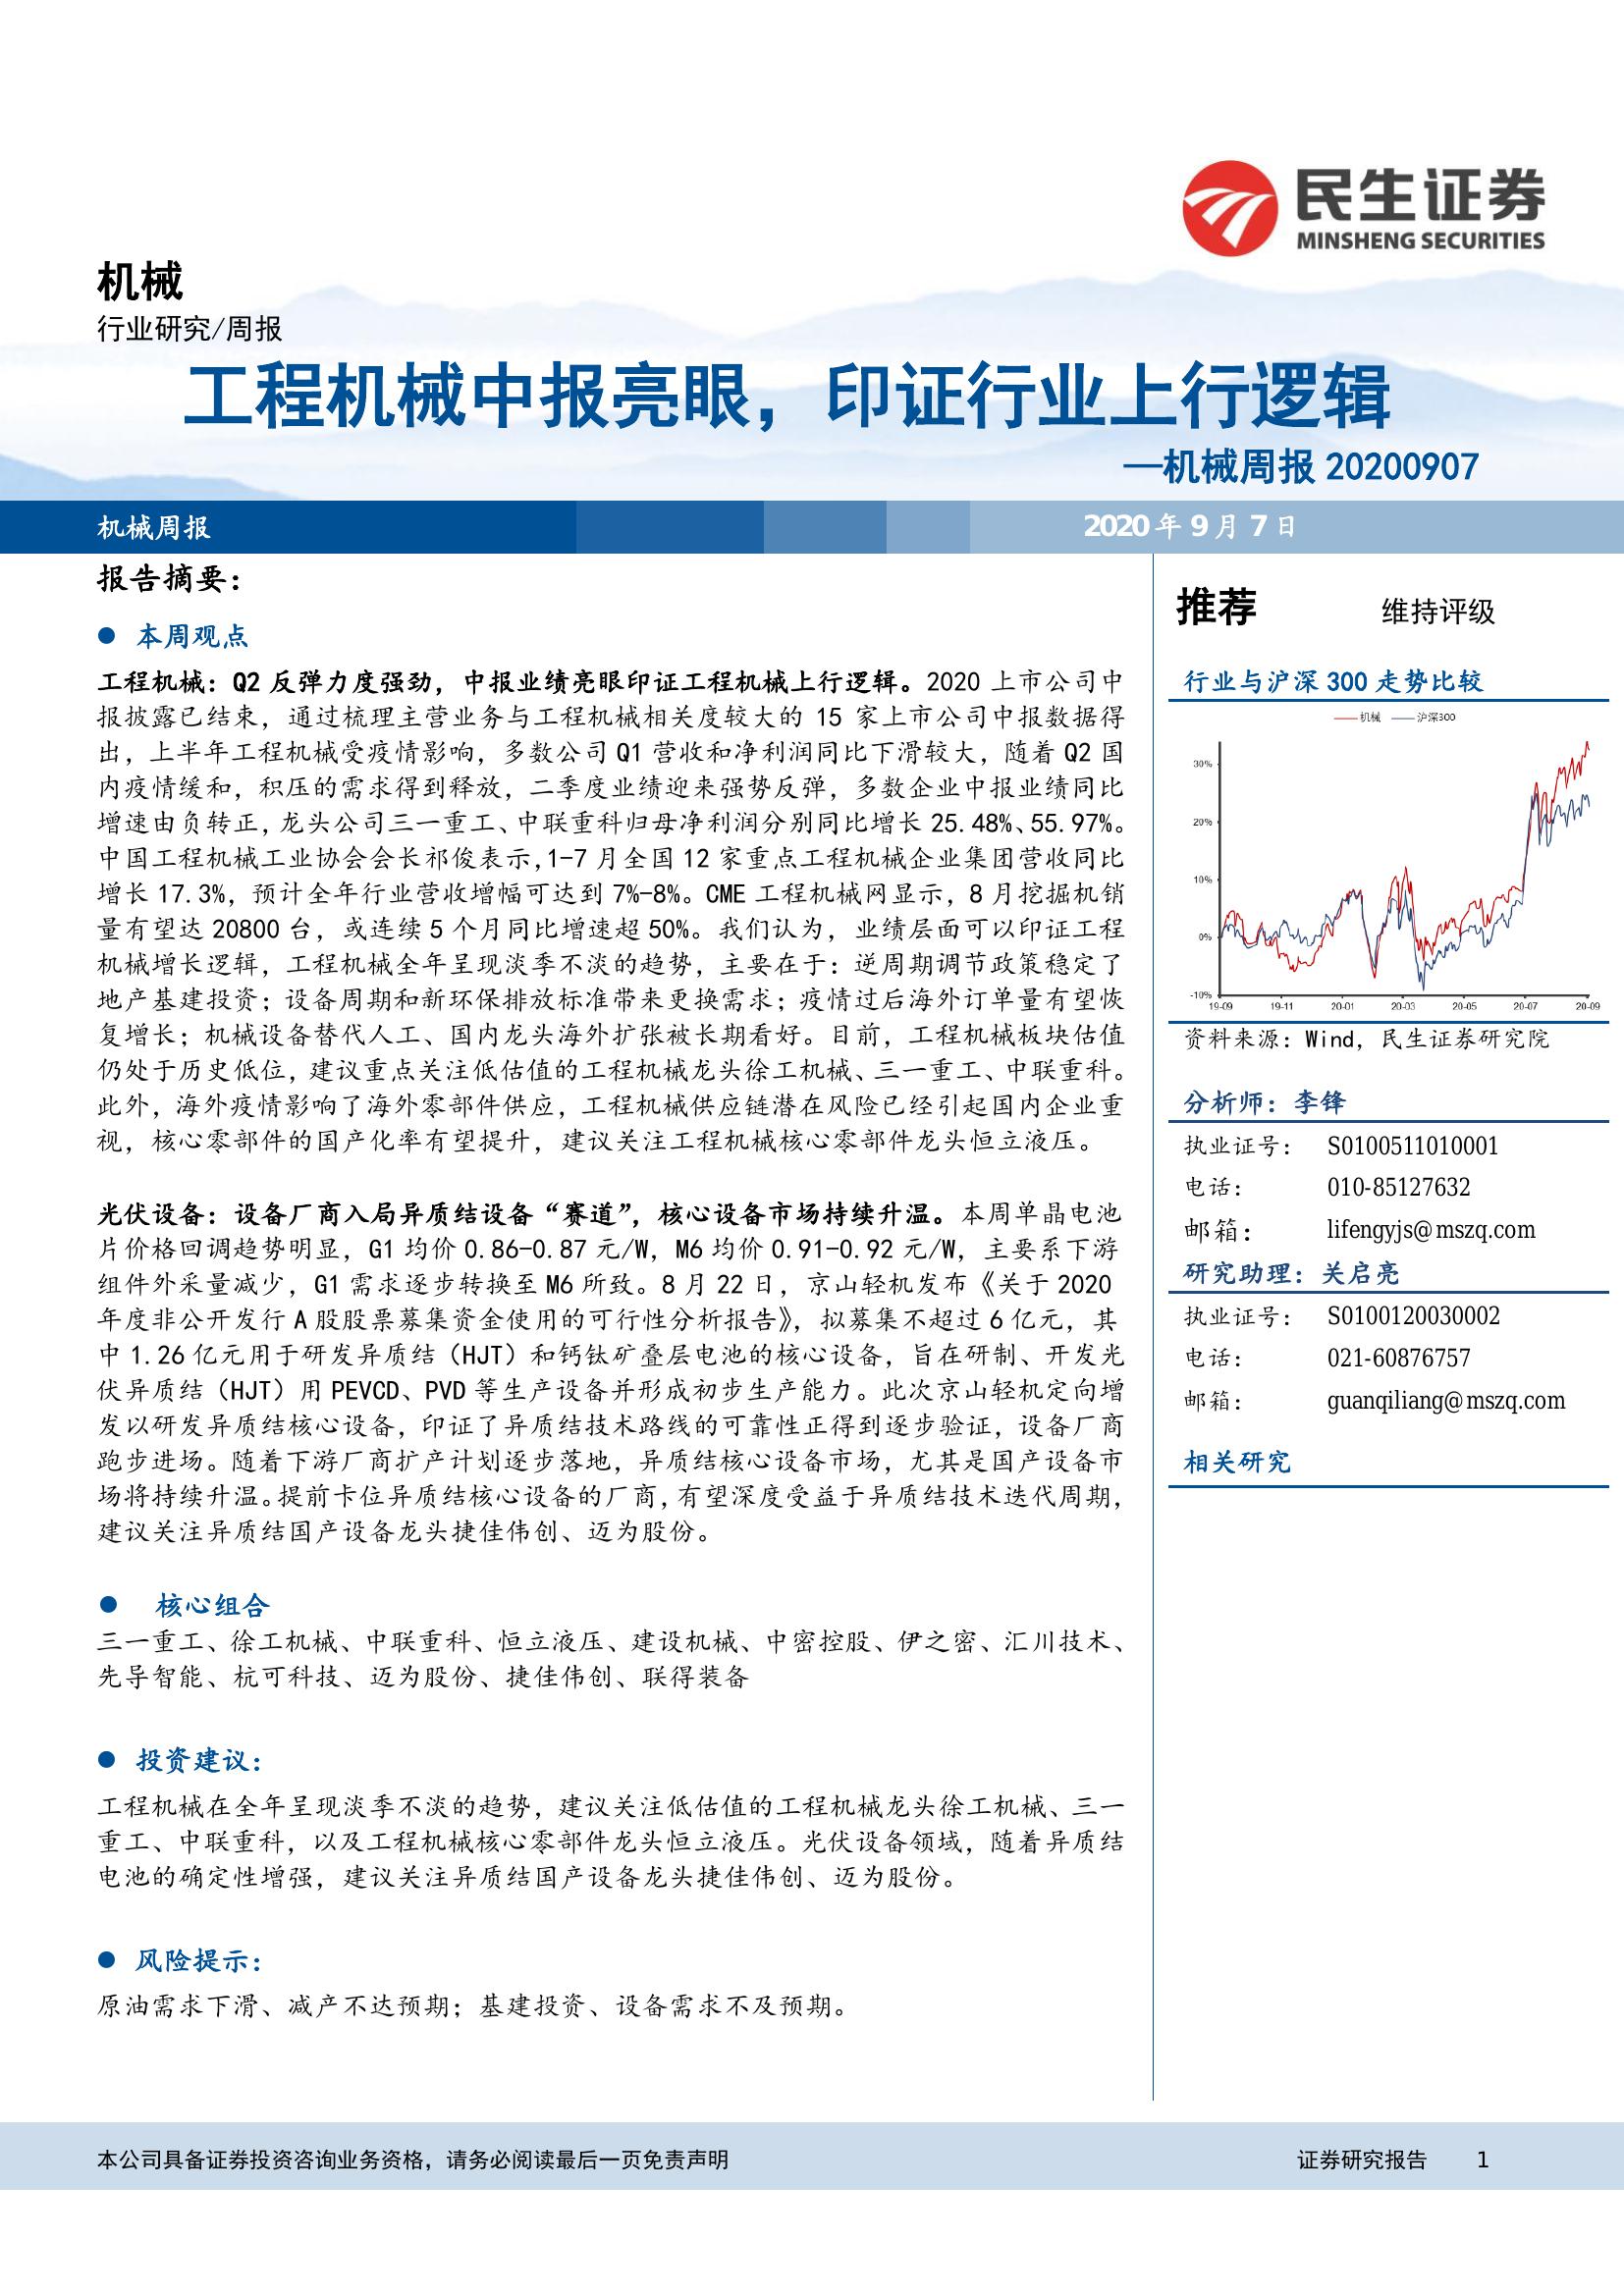 民生证券
MINSHENG SECURITIES
机械
行业研究/周报
工程机械中报亮眼，印证行业上行逻辑
—机械周报 20200907
机械周报
2020 年 9 月 7 日
报告摘要：
● 本周观点
工程机械：Q2 反弹力度强劲，中报业绩亮眼印证工程机械上行逻辑。2020 上市公司中
报披露已结束，通过梳理主营业务与工程机械相关度较大的 15 家上市公司中报数据得
出，上半年工程机械受疫情影响，多数公司 Q1 营收和净利润同比下滑较大，随着 Q2 国
内疫情缓和，积压的需求得到释放，二季度业绩迎来强势反弹，多数企业中报业绩同比
增速由负转正，龙头公司三一重工、中联重科归母净利润分别同比增长 25.48%、55.97%。
中国工程机械工业协会会长祁俊表示，1-7 月全国 12 家重点工程机械企业集团营收同比
增长 17.3%，预计全年行业营收增幅可达到 7%-8%。CME 工程机械网显示，8 月挖掘机销
量有望达 20800 台，或连续 5 个月同比增速超 50%。我们认为，业绩层面可以印证工程
机械增长逻辑，工程机械全年呈现淡季不淡的趋势，主要在于：逆周期调节政策稳定了
地产基建投资；设备周期和新环保排放标准带来更换需求；疫情过后海外订单量有望恢
复增长；机械设备替代人工、国内龙头海外扩张被长期看好。目前，工程机械板块估值
仍处于历史低位，建议重点关注低估值的工程机械龙头徐工机械、三一重工、中联重科。
此外，海外疫情影响了海外零部件供应，工程机械供应链潜在风险已经引起国内企业重
视，核心零部件的国产化率有望提升，建议关注工程机械核心零部件龙头恒立液压。
光伏设备：设备厂商入局异质结设备“赛道”，核心设备市场持续升温。本周单晶电池
片价格回调趋势明显，G1 均价 0.86-0.87 元/W，M6 均价 0.91-0.92 元/W，主要系下游
组件外采量减少，G1 需求逐步转换至 M6 所致。8 月 22 日，京山轻机发布《关于 2020
年度非公开发行 A 股股票募集资金使用的可行性分析报告》，拟募集不超过 6 亿元，其
中 1.26 亿元用于研发异质结（HJT）和钙钛矿叠层电池的核心设备，旨在研制、开发光
伏异质结（HJT）用 PEVCD、PVD 等生产设备并形成初步生产能力。此次京山轻机定向增
发以研发异质结核心设备，印证了异质结技术路线的可靠性正得到逐步验证，设备厂商
跑步进场。随着下游厂商扩产计划逐步落地，异质结核心设备市场，尤其是国产设备市
场将持续升温。提前卡位异质结核心设备的厂商，有望深度受益于异质结技术迭代周期，
建议关注异质结国产设备龙头捷佳伟创、迈为股份。
● 核心组合
三一重工、徐工机械、中联重科、恒立液压、建设机械、中密控股、伊之密、汇川技术、
先导智能、杭可科技、迈为股份、捷佳伟创、联得装备
● 投资建议：
工程机械在全年呈现淡季不淡的趋势，建议关注低估值的工程机械龙头徐工机械、三一
重工、中联重科，以及工程机械核心零部件龙头恒立液压。光伏设备领域，随着异质结
电池的确定性增强，建议关注异质结国产设备龙头捷佳伟创、迈为股份。
● 风险提示：
原油需求下滑、减产不达预期；基建投资、设备需求不及预期。
推荐 维持评级
行业与沪深 300 走势比较
机械 沪深300
30%
20%
10%
0%
-10%
19-09 19-11 20-01 20-03 20-05 20-07 20-09
资料来源：Wind，民生证券研究院
分析师：李锋
执业证号： S0100511010001
电话： 010-85127632
邮箱： lifengyjs@mszq.com
研究助理：关启亮
执业证号： S0100120030002
电话： 021-60876757
邮箱： guanqiliang@mszq.com
相关研究
本公司具备证券投资咨询业务资格，请务必阅读最后一页免责声明
证券研究报告 1